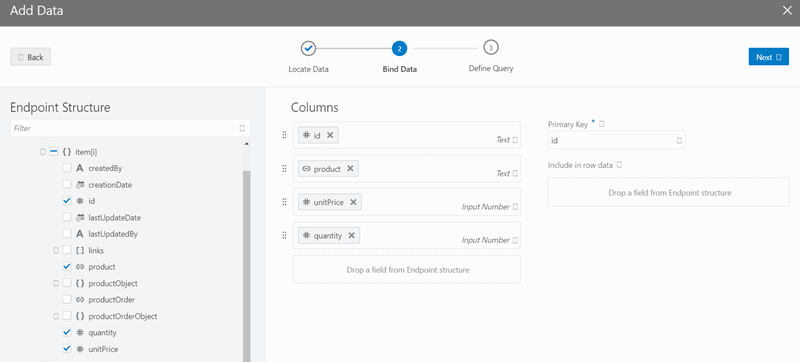 Add Data
Back
1
2
3
Locate Data
Bind Data
Define Query
Next
Endpoint Structure
Filter
item[i]
createdBy
creationDate
id
lastUpdateDate
lastUpdatedBy
links
product
productObject
productOrder
productOrderObject
quantity
unitPrice
Columns
id
Text
product
Text
unitPrice
Input Number
quantity
Input Number
Drop a field from Endpoint structure
Primary Key *
id
Include in row data
Drop a field from Endpoint structure